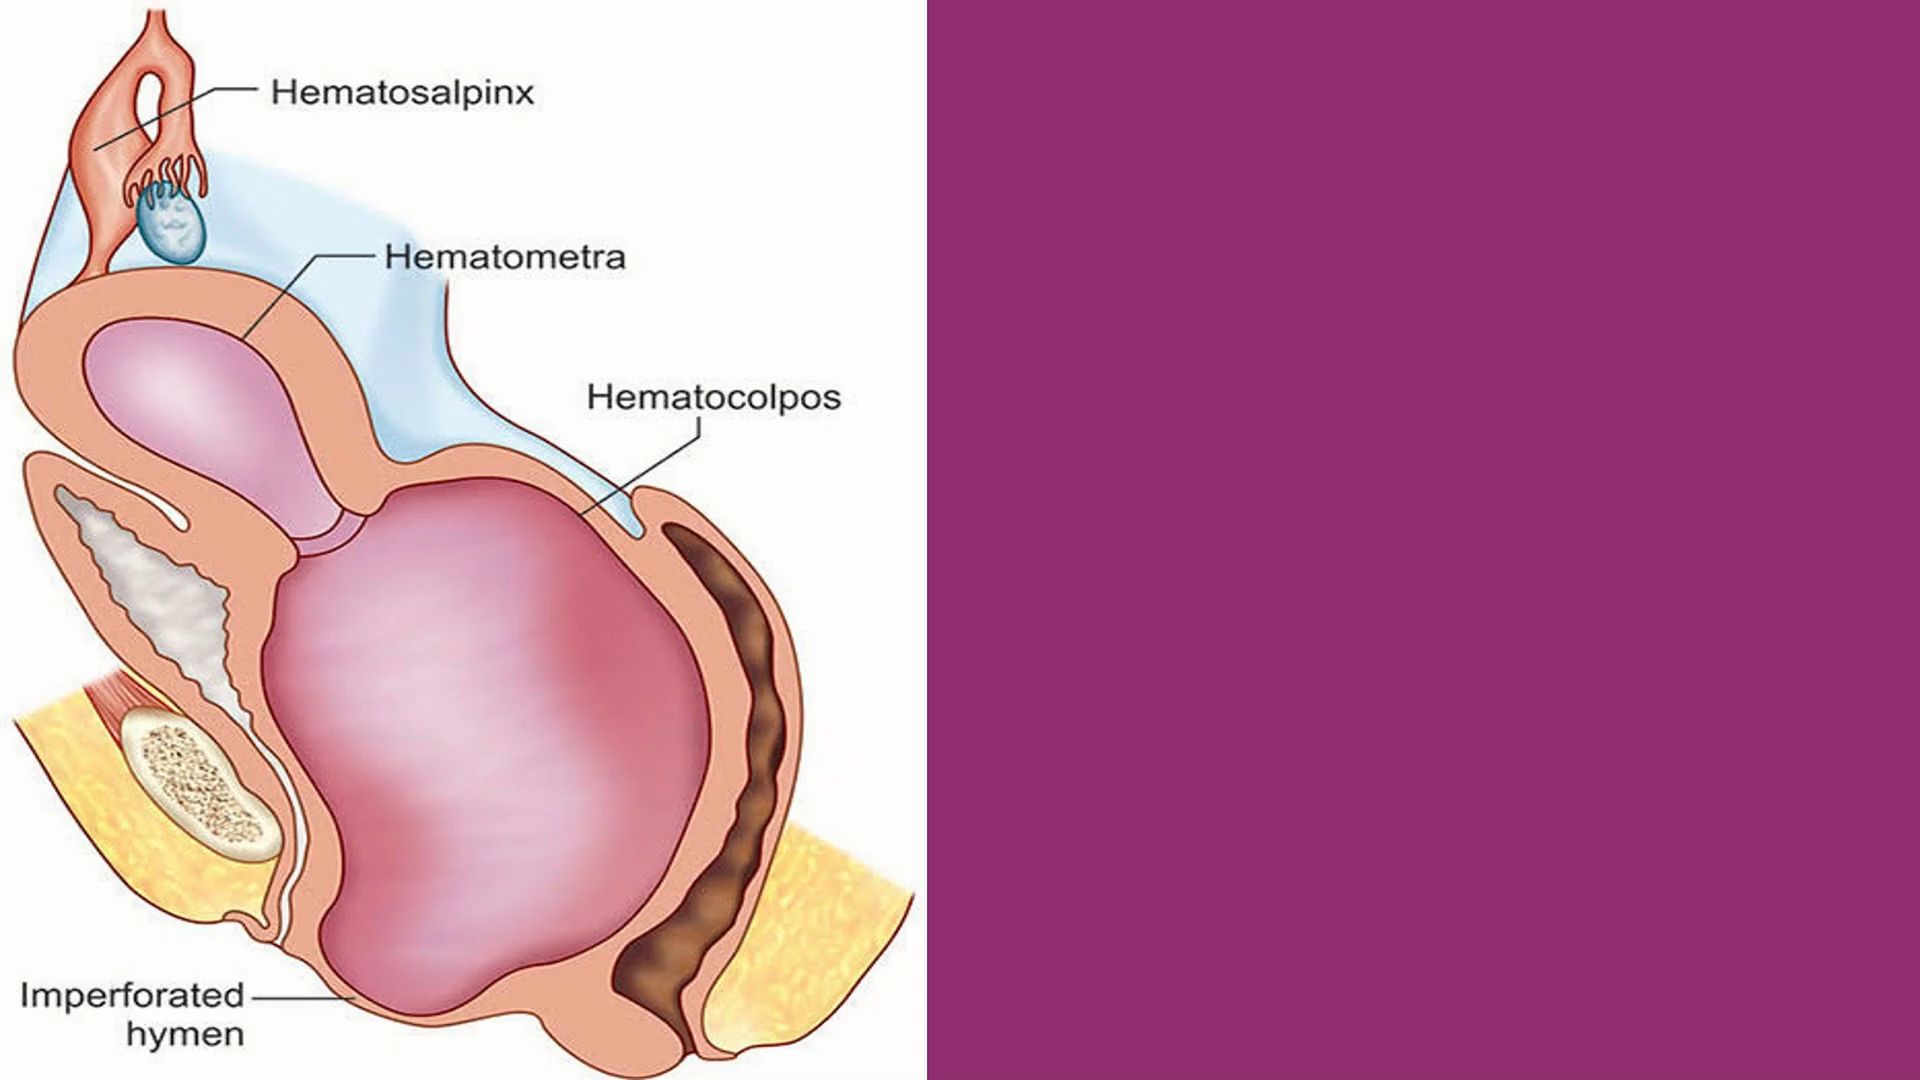 Hematosalpinx
Hematometra
Hematocolpos
Imperforated
hymen